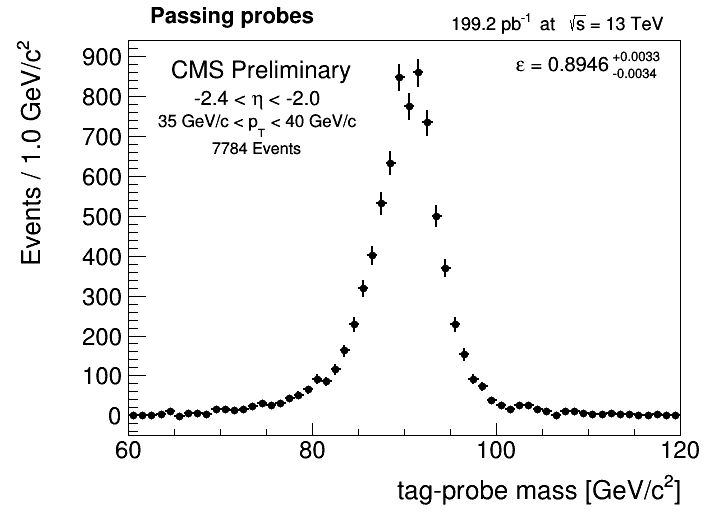 Passing probes
199.2 pb⁻¹ at √s = 13 TeV
CMS Preliminary
-2.4 < η < -2.0
35 GeV/c < p_T < 40 GeV/c
7784 Events
ε = 0.8946 +0.0033 -0.0034
Events / 1.0 GeV/c²
900
800
700
600
500
400
300
200
100
0
60 80 100 120
tag-probe mass [GeV/c²]